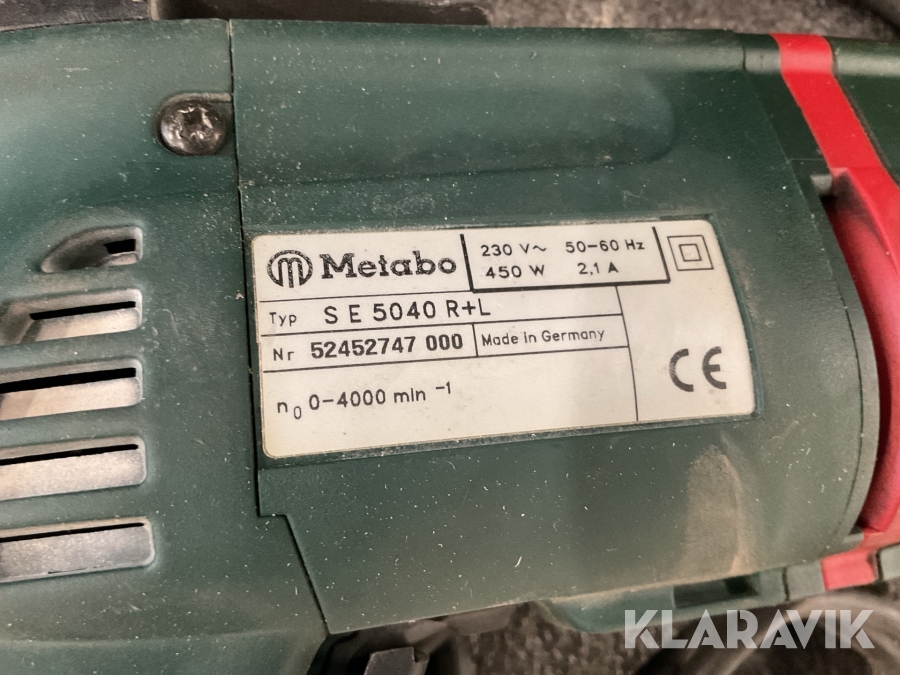 Metabo
230 V~ 50-60 Hz
450 W 2,1 A
Typ S E 5040 R+L
Nr 52452747 000
Made in Germany
n0 0-4000 min -1
CE
KLARAVIK